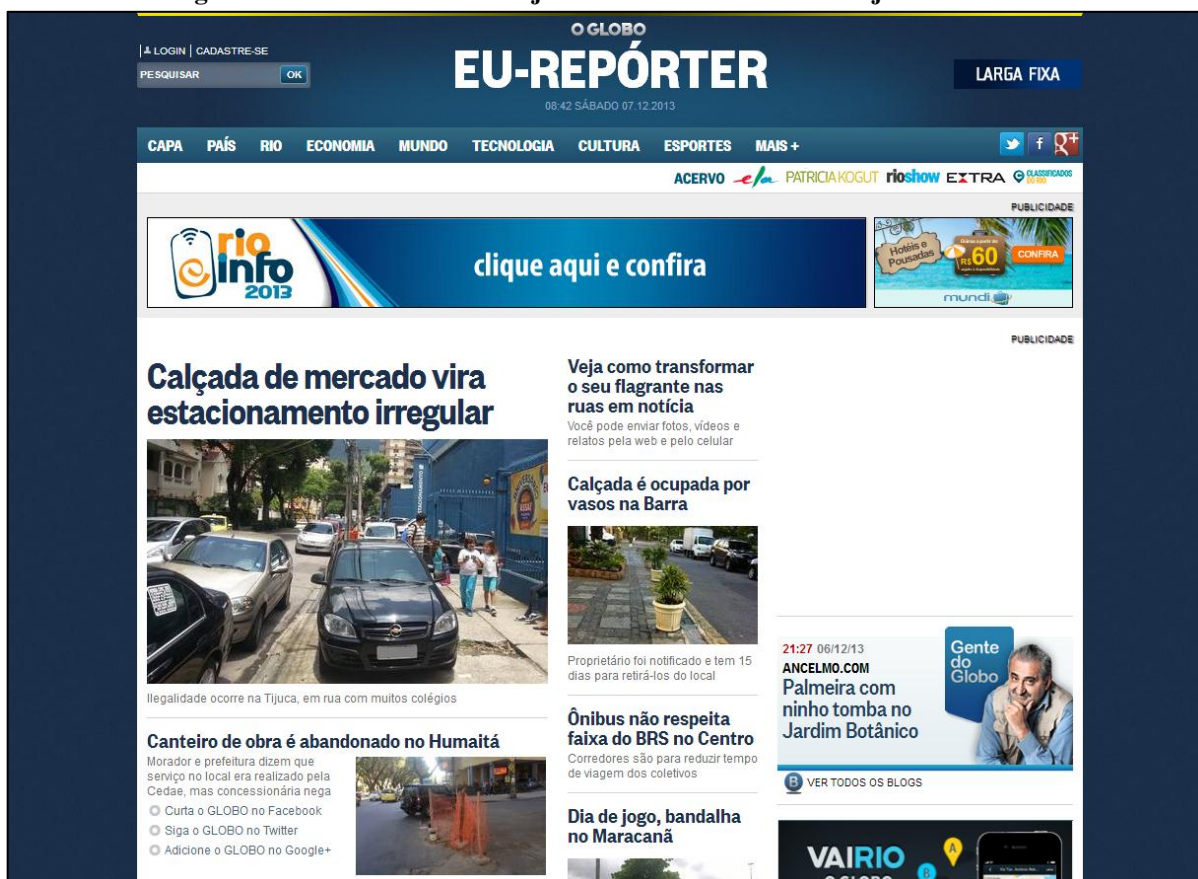 O GLOBO
LOGIN | CADASTRE-SE
PESQUISAR OK
EU-REPÓRTER
LARGA FIXA
08:42 SÁBADO 07.12.2013
CAPA PAÍS RIO ECONOMIA MUNDO TECNOLOGIA CULTURA ESPORTES MAIS +
ACERVO ela PATRICIA KOGUT rioshow EXTRA CLASSIFICADOS DO RIO
PUBLICIDADE
rio info 2013
clique aqui e confira
Hotéis e Pousadas
R$60
CONFIRA
mundi
PUBLICIDADE
Calçada de mercado vira
estacionamento irregular
Ilegalidade ocorre na Tijuca, em rua com muitos colégios
Canteiro de obra é abandonado no Humaitá
Morador e prefeitura dizem que
serviço no local era realizado pela
Cedae, mas concessionária nega
Curta o GLOBO no Facebook
Siga o GLOBO no Twitter
Adicione o GLOBO no Google+
Veja como transformar
o seu flagrante nas
ruas em notícia
Você pode enviar fotos, vídeos e
relatos pela web e pelo celular
Calçada é ocupada por
vasos na Barra
Proprietário foi notificado e tem 15
dias para retirá-los do local
Ônibus não respeita
faixa do BRS no Centro
Corredores são para reduzir tempo
de viagem dos coletivos
Dia de jogo, bandalha
no Maracanã
21:27 06/12/13
ANCELMO.COM
Palmeira com
ninho tomba no
Jardim Botânico
Gente
do
Globo
VER TODOS OS BLOGS
VAIRIO
O GLOBO
A
B